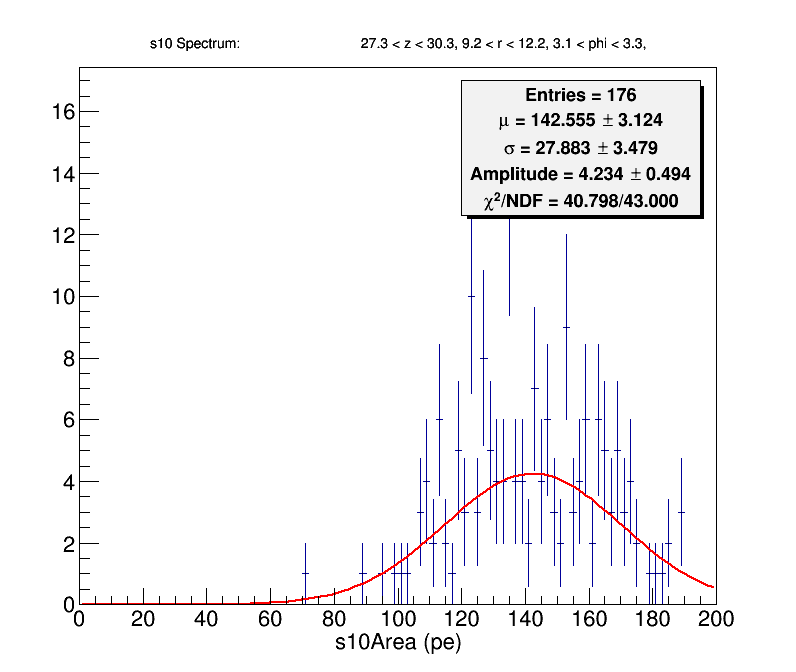 s10 Spectrum: 27.3 < z < 30.3, 9.2 < r < 12.2, 3.1 < phi < 3.3,
Entries = 176
μ = 142.555 ± 3.124
σ = 27.883 ± 3.479
Amplitude = 4.234 ± 0.494
χ²/NDF = 40.798/43.000
16
14
12
10
8
6
4
2
0
0 20 40 60 80 100 120 140 160 180 200
s10Area (pe)